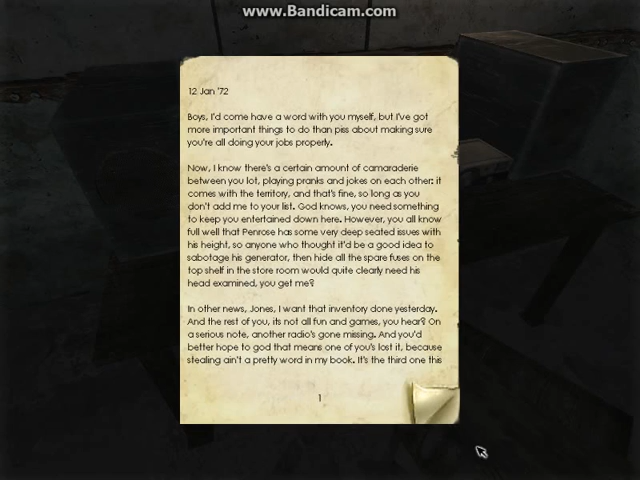 www.Bandicam.com
12 Jan '72
Boys, I'd come have a word with you myself, but I've got
more important things to do than piss about making sure
you're all doing your jobs properly.
Now, I know there's a certain amount of camaraderie
between you lot, playing pranks and jokes on each other: it
comes with the territory, and that's fine, so long as you
don't add me to your list. God knows, you need something
to keep you entertained down here. However, you all know
full well that Penrose has some very deep seated issues with
his height, so anyone who thought it'd be a good idea to
sabotage his generator, then hide all the spare fuses on the
top shelf in the store room would quite clearly need his
head examined, you get me?
In other news, Jones, I want that inventory done yesterday.
And the rest of you, its not all fun and games, you hear? On
a serious note, another radio's gone missing. And you'd
better hope to god that means one of you's lost it, because
stealing ain't a pretty word in my book. It's the third one this
1